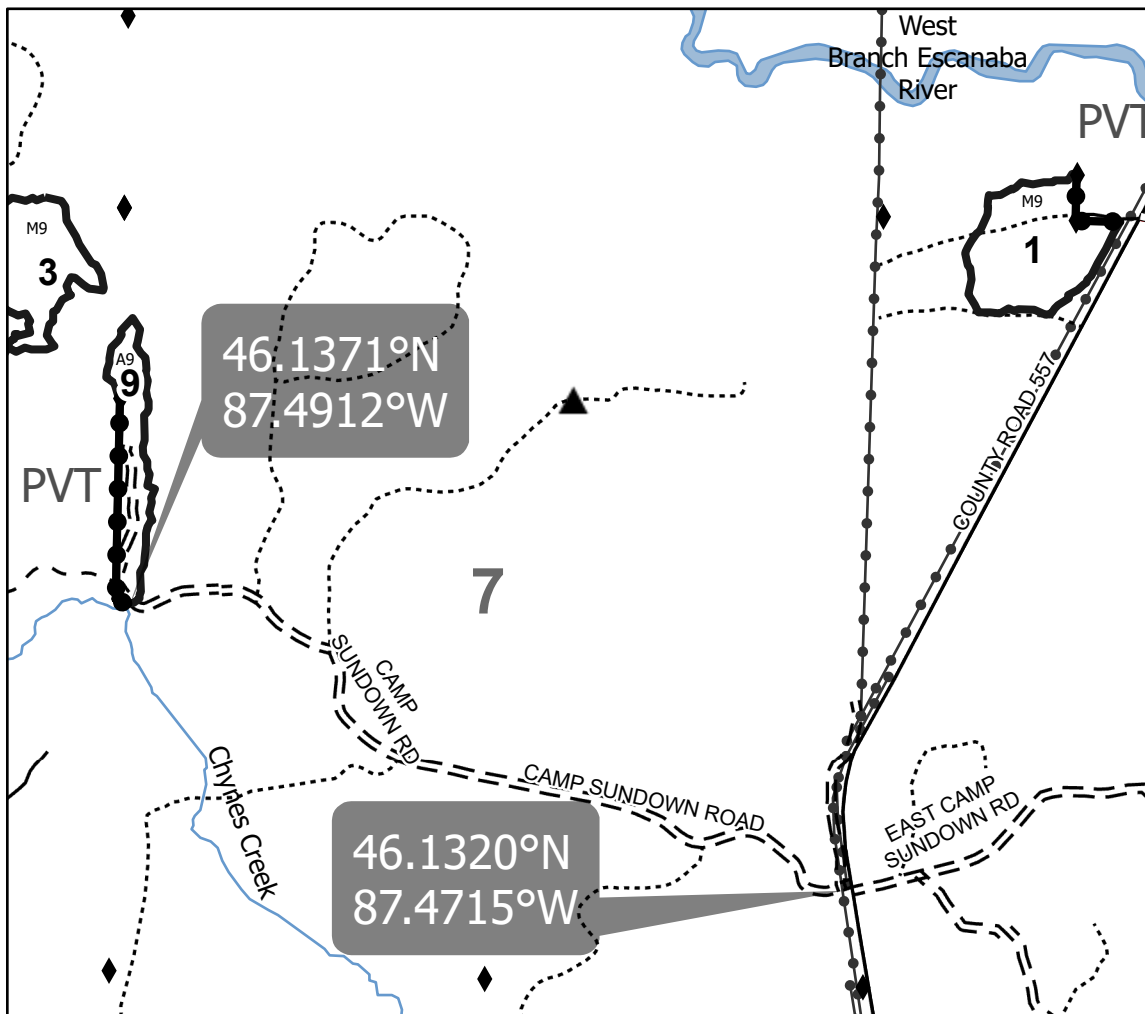 West
Branch Escanaba
River
PVT
M9
1
M9
3
A9
9
46.1371°N
87.4912°W
PVT
COUNTY ROAD 557
7
CAMP
SUNDOWN RD
Chynes Creek
CAMP SUNDOWN ROAD
EAST CAMP
SUNDOWN RD
46.1320°N
87.4715°W